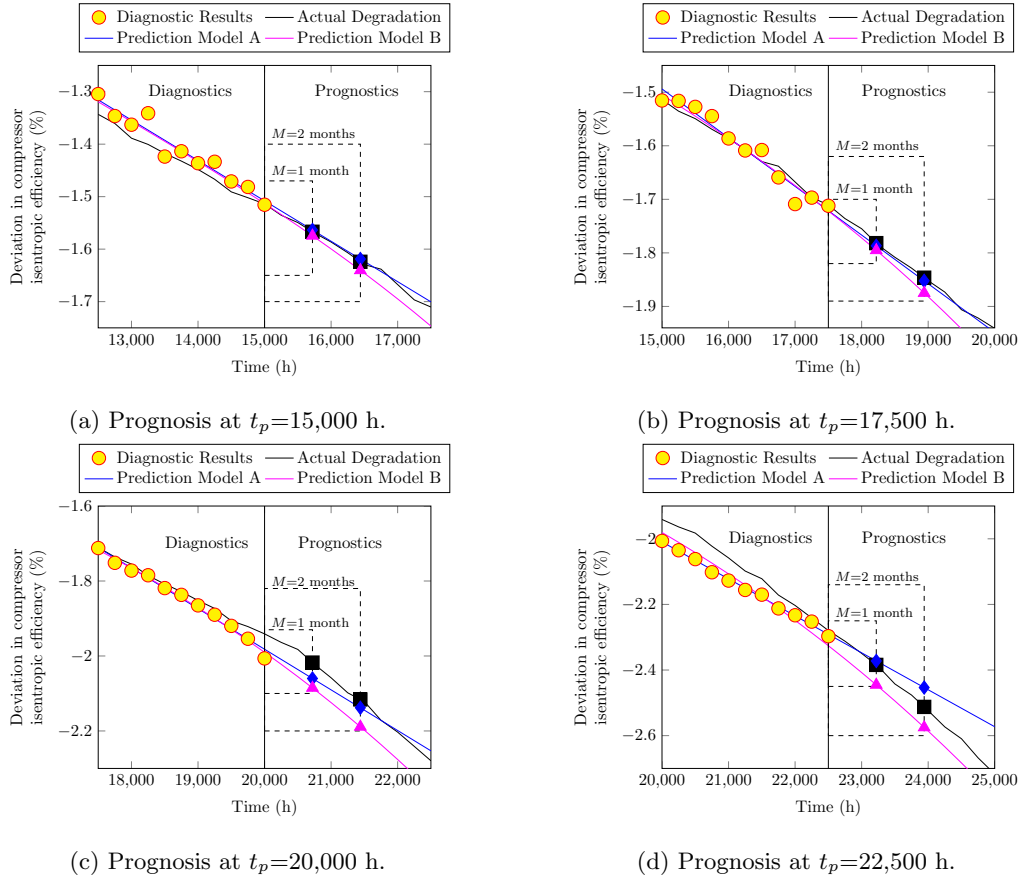 Diagnostic Results Actual Degradation
Prediction Model A Prediction Model B
−1.3
−1.4
−1.5
−1.6
−1.7
Deviation in compressor
isentropic efficiency (%)
Diagnostics Prognostics
M=2 months
M=1 month
13,000 14,000 15,000 16,000 17,000
Time (h)
(a) Prognosis at tp=15,000 h.
Diagnostic Results Actual Degradation
Prediction Model A Prediction Model B
−1.5
−1.6
−1.7
−1.8
−1.9
Deviation in compressor
isentropic efficiency (%)
Diagnostics Prognostics
M=2 months
M=1 month
15,000 16,000 17,000 18,000 19,000 20,000
Time (h)
(b) Prognosis at tp=17,500 h.
Diagnostic Results Actual Degradation
Prediction Model A Prediction Model B
−1.6
−1.8
−2
−2.2
Deviation in compressor
isentropic efficiency (%)
Diagnostics Prognostics
M=2 months
M=1 month
18,000 19,000 20,000 21,000 22,000
Time (h)
(c) Prognosis at tp=20,000 h.
Diagnostic Results Actual Degradation
Prediction Model A Prediction Model B
−2
−2.2
−2.4
−2.6
Deviation in compressor
isentropic efficiency (%)
Diagnostics Prognostics
M=2 months
M=1 month
20,000 21,000 22,000 23,000 24,000 25,000
Time (h)
(d) Prognosis at tp=22,500 h.